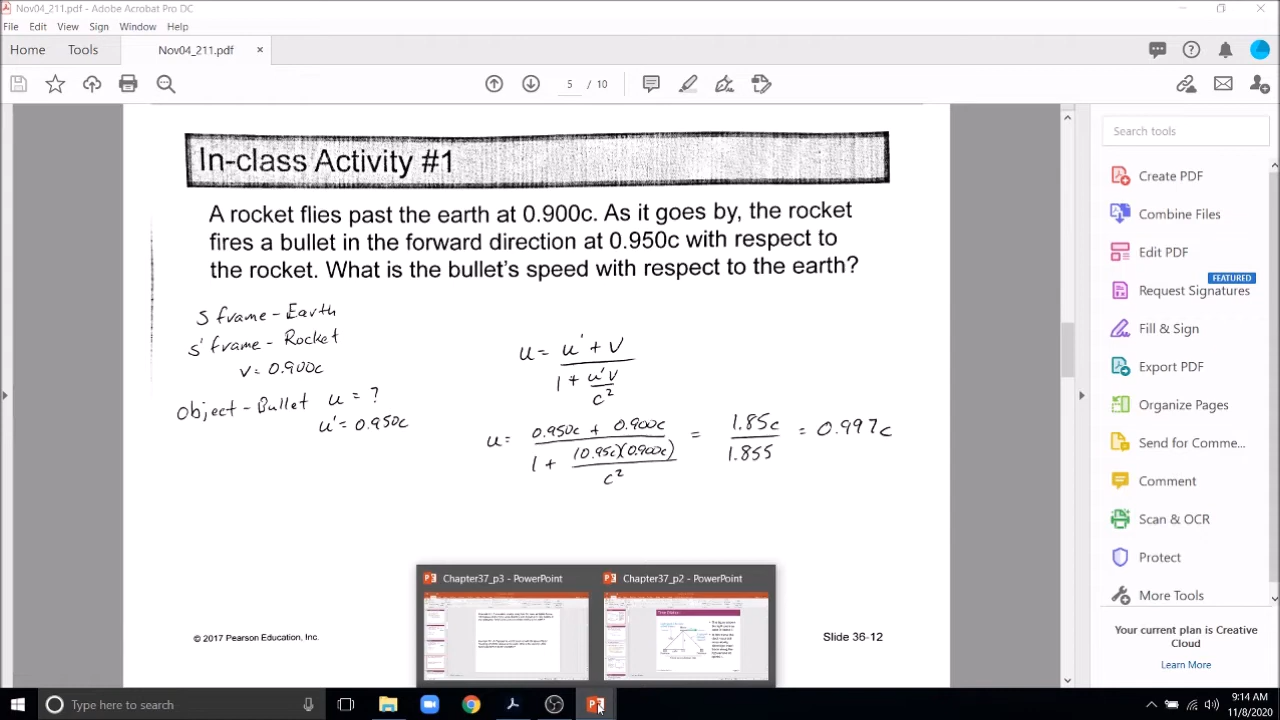 Nov04_211.pdf - Adobe Acrobat Pro DC
File Edit View Sign Window Help
Home Tools Nov04_211.pdf ×
5 / 10
In-class Activity #1
A rocket flies past the earth at 0.900c. As it goes by, the rocket
fires a bullet in the forward direction at 0.950c with respect to
the rocket. What is the bullet's speed with respect to the earth?
S frame - Earth
S' frame - Rocket
v = 0.900c
Object - Bullet u = ?
u' = 0.950c
u = u' + v
1 + u'v
c²
u = 0.950c + 0.900c = 1.85c = 0.997c
1 + (0.95c)(0.900c) 1.855
c²
© 2017 Pearson Education, Inc.
Slide 36-12
Search tools
Create PDF
Combine Files
Edit PDF
FEATURED
Request Signatures
Fill & Sign
Export PDF
Organize Pages
Send for Comme...
Comment
Scan & OCR
Protect
More Tools
Your current plan is Creative
Cloud
Learn More
Chapter37_p3 - PowerPoint
Chapter37_p2 - PowerPoint
Type here to search
9:14 AM
11/8/2020